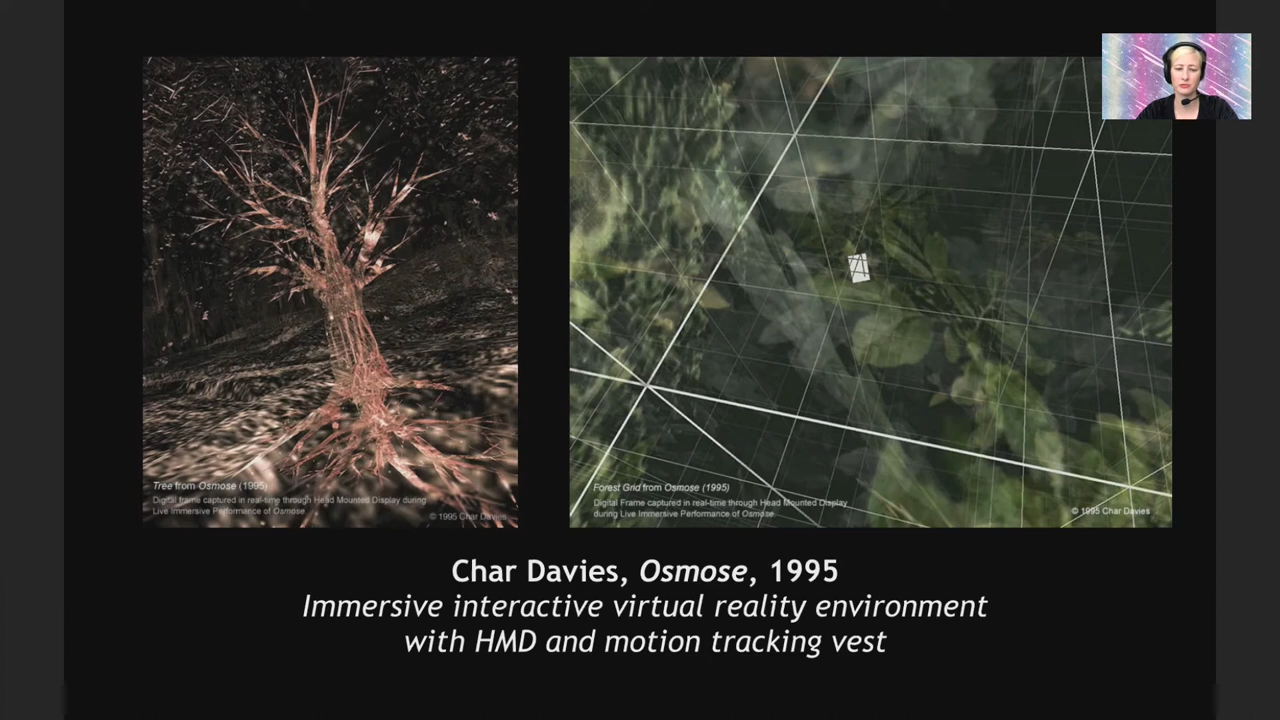 Tree from Osmose (1995)
Digital frame captured in real-time through Head Mounted Display during
Live Immersive Performance of Osmose
© 1995 Char Davies
Forest Grid from Osmose (1995)
Digital Frame captured in real-time through Head Mounted Display
during Live Immersive Performance of Osmose
© 1995 Char Davies
Char Davies, Osmose, 1995
Immersive interactive virtual reality environment
with HMD and motion tracking vest